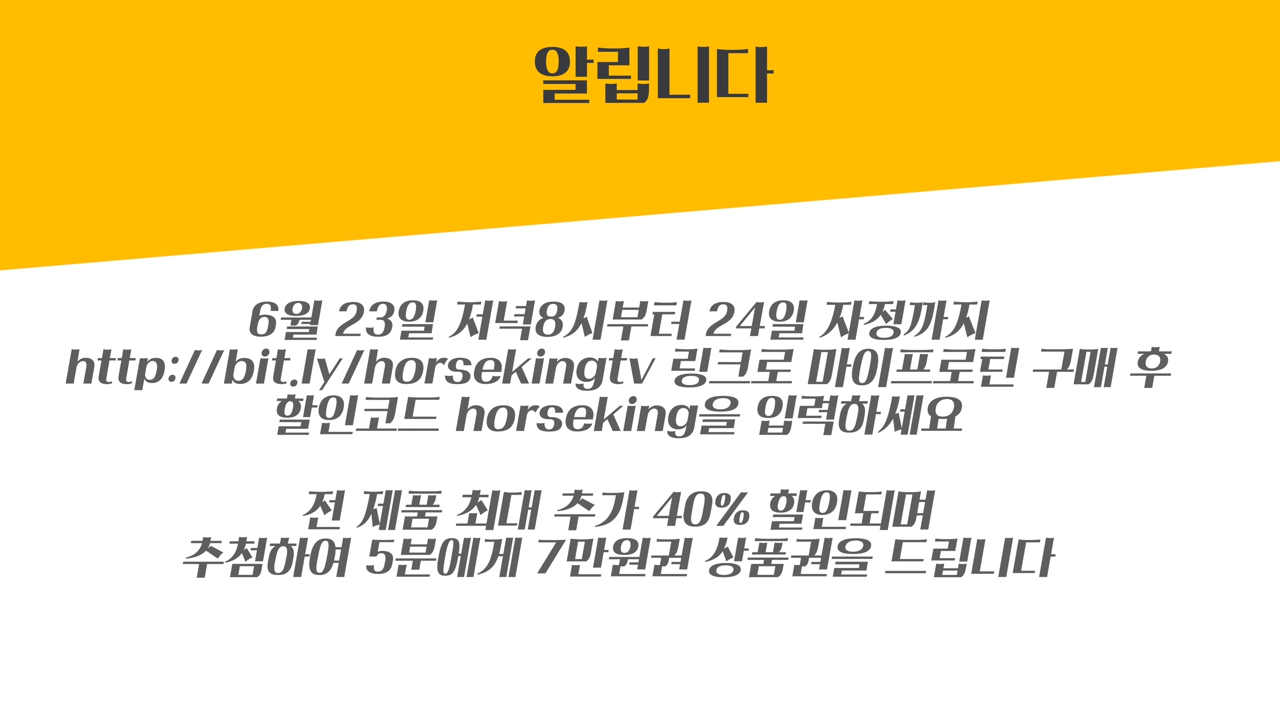 알립니다
6월 23일 저녁8시부터 24일 자정까지
http://bit.ly/horsekingtv 링크로 마이프로틴 구매 후
할인코드 horseking을 입력하세요
전 제품 최대 추가 40% 할인되며
추첨하여 5분에게 7만원권 상품권을 드립니다